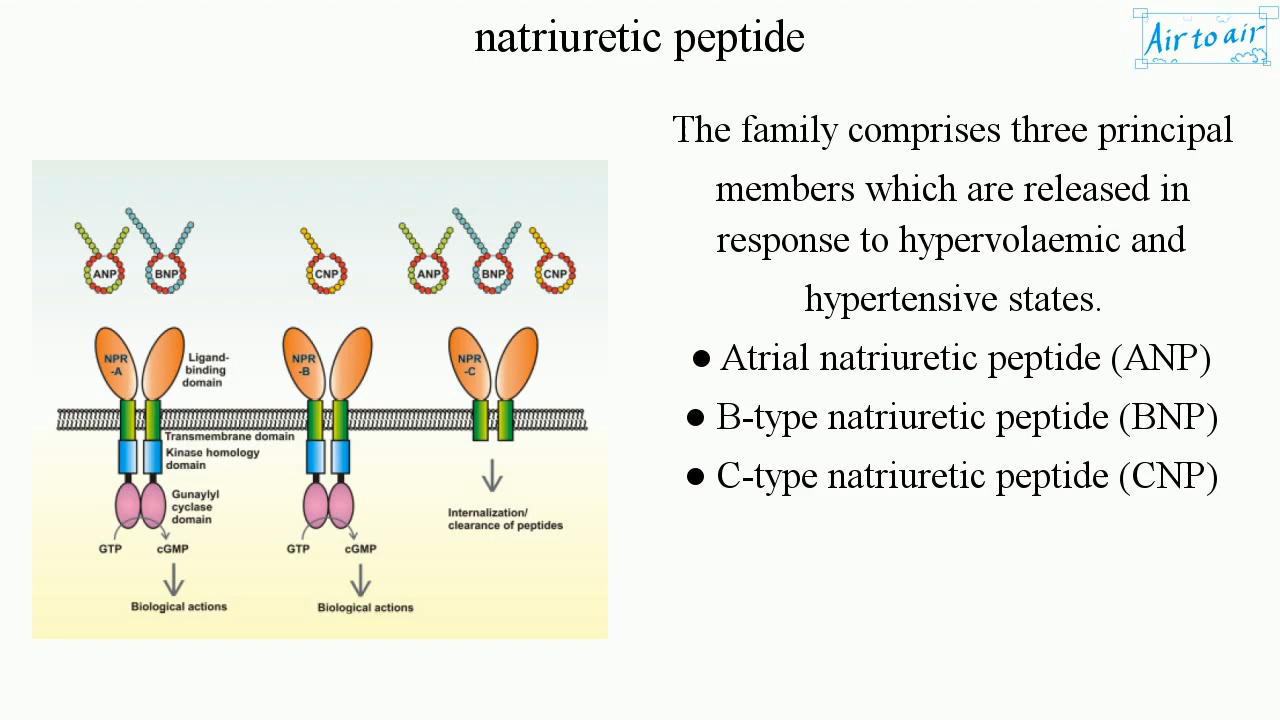 natriuretic peptide
Air to air
The family comprises three principal
members which are released in
response to hypervolaemic and
hypertensive states.
● Atrial natriuretic peptide (ANP)
● B-type natriuretic peptide (BNP)
● C-type natriuretic peptide (CNP)
ANP
BNP
CNP
ANP
BNP
CNP
NPR
-A
Ligand-
binding
domain
NPR
-B
NPR
-C
Transmembrane domain
Kinase homology
domain
Gunaylyl
cyclase
domain
GTP
cGMP
Biological actions
GTP
cGMP
Biological actions
Internalization/
clearance of peptides